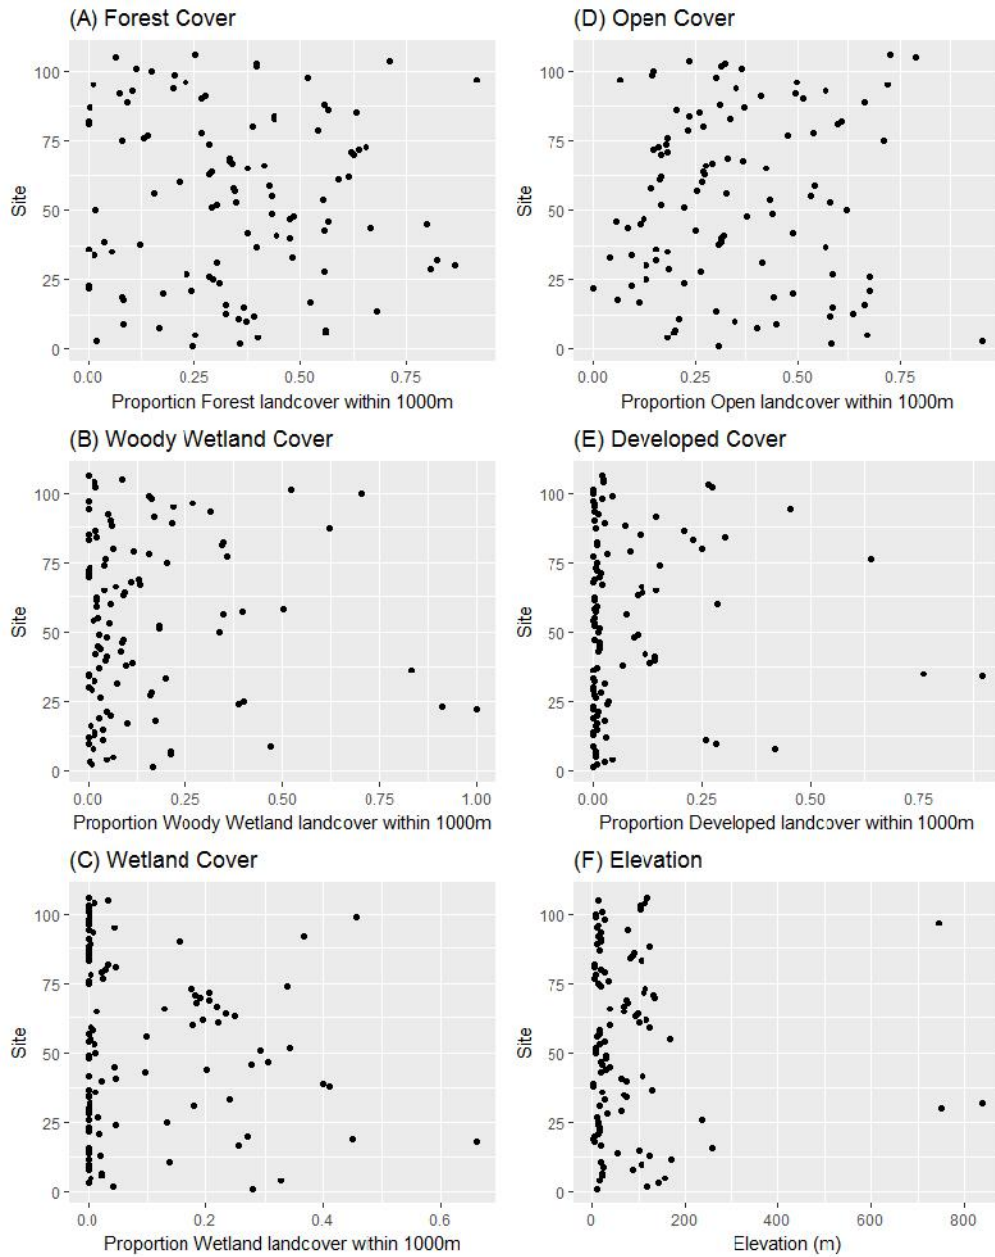 (A) Forest Cover
100
75
50
25
0
Site
0.00 0.25 0.50 0.75
Proportion Forest landcover within 1000m
(D) Open Cover
100
75
50
25
0
Site
0.00 0.25 0.50 0.75
Proportion Open landcover within 1000m
(B) Woody Wetland Cover
100
75
50
25
0
Site
0.00 0.25 0.50 0.75 1.00
Proportion Woody Wetland landcover within 1000m
(E) Developed Cover
100
75
50
25
0
Site
0.00 0.25 0.50 0.75
Proportion Developed landcover within 1000m
(C) Wetland Cover
100
75
50
25
0
Site
0.0 0.2 0.4 0.6
Proportion Wetland landcover within 1000m
(F) Elevation
100
75
50
25
0
Site
0 200 400 600 800
Elevation (m)